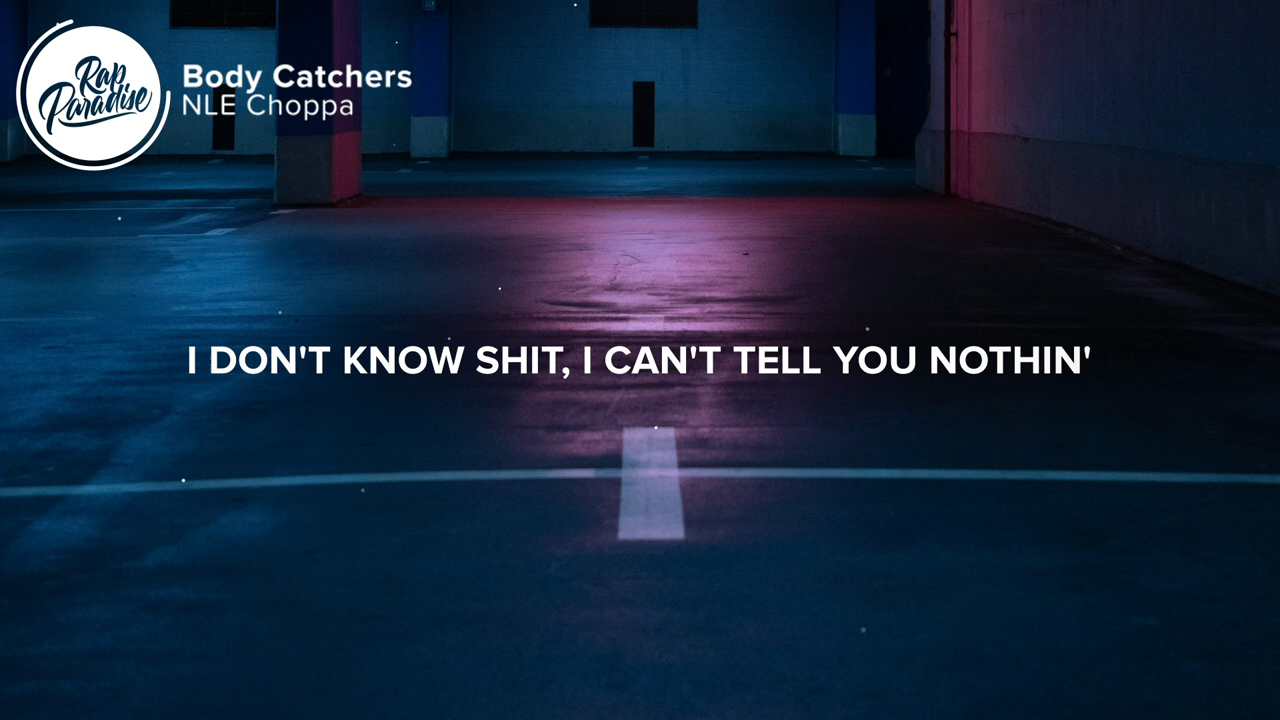 Rap
Paradise
Body Catchers
NLE Choppa
I DON'T KNOW SHIT, I CAN'T TELL YOU NOTHIN'